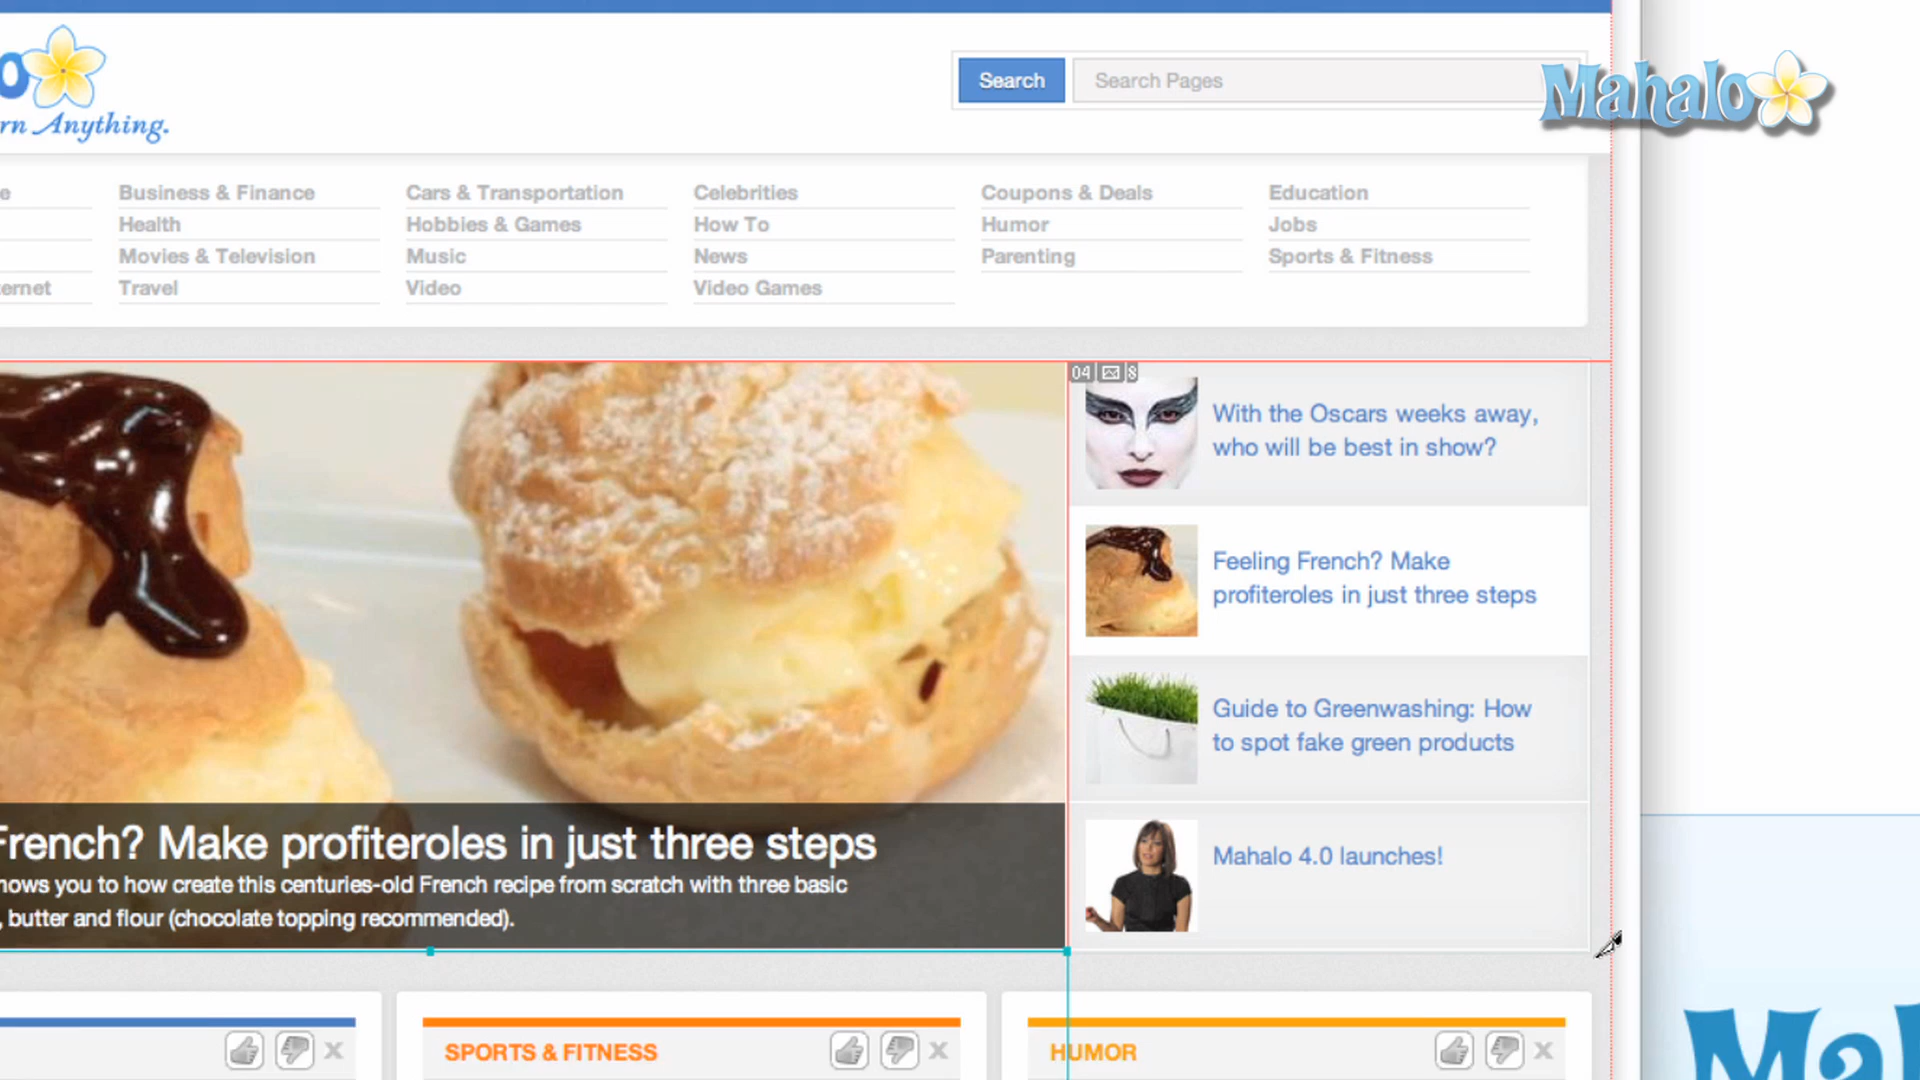 o
rn Anything.
Search
Search Pages
Mahalo
e
Business & Finance
Cars & Transportation
Celebrities
Coupons & Deals
Education
Health
Hobbies & Games
How To
Humor
Jobs
Movies & Television
Music
News
Parenting
Sports & Fitness
ernet
Travel
Video
Video Games
04
8
With the Oscars weeks away,
who will be best in show?
Feeling French? Make
profiteroles in just three steps
Guide to Greenwashing: How
to spot fake green products
Mahalo 4.0 launches!
French? Make profiteroles in just three steps
hows you to how create this centuries-old French recipe from scratch with three basic
, butter and flour (chocolate topping recommended).
SPORTS & FITNESS
X
HUMOR
X
X
Mal